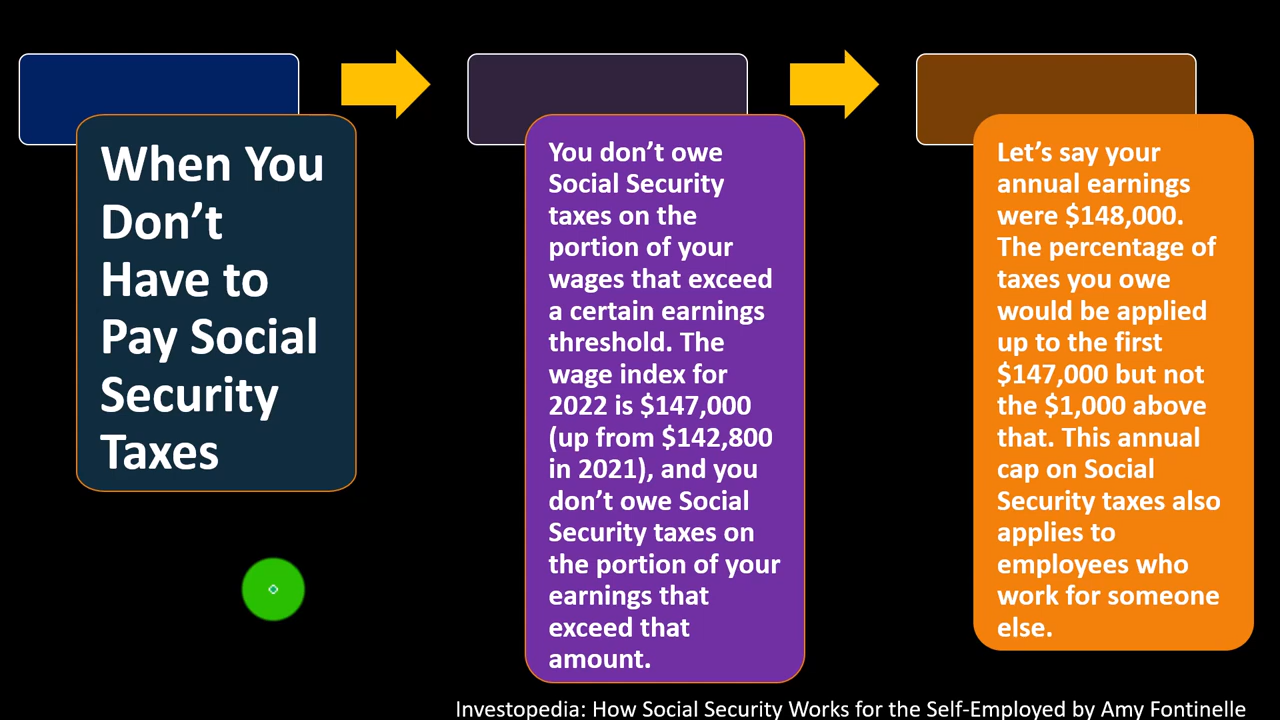 When You
Don’t
Have to
Pay Social
Security
Taxes
You don’t owe
Social Security
taxes on the
portion of your
wages that exceed
a certain earnings
threshold. The
wage index for
2022 is $147,000
(up from $142,800
in 2021), and you
don’t owe Social
Security taxes on
the portion of your
earnings that
exceed that
amount.
Let’s say your
annual earnings
were $148,000.
The percentage of
taxes you owe
would be applied
up to the first
$147,000 but not
the $1,000 above
that. This annual
cap on Social
Security taxes also
applies to
employees who
work for someone
else.
Investopedia: How Social Security Works for the Self-Employed by Amy Fontinelle